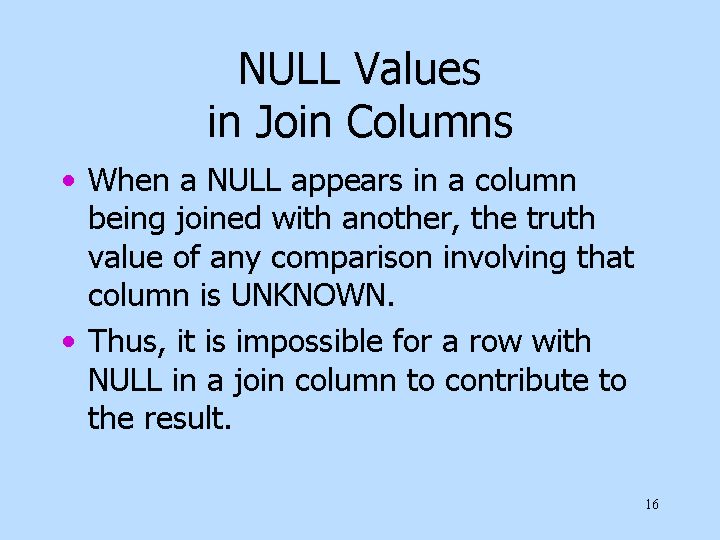 NULL Values
in Join Columns
• When a NULL appears in a column
being joined with another, the truth
value of any comparison involving that
column is UNKNOWN.
• Thus, it is impossible for a row with
NULL in a join column to contribute to
the result.
16